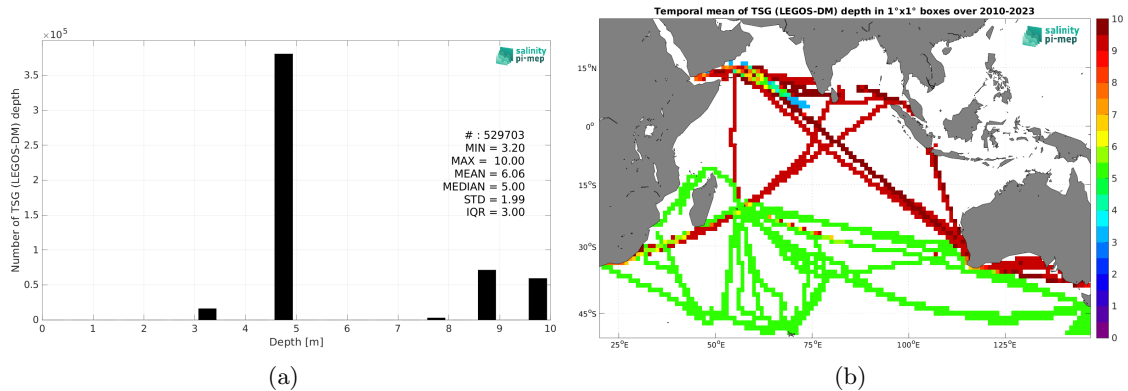 ×10⁵
3.5
3
2.5
2
1.5
1
0.5
0
Number of TSG (LEGOS-DM) depth
salinity
pi-mep
# : 529703
MIN = 3.20
MAX = 10.00
MEAN = 6.06
MEDIAN = 5.00
STD = 1.99
IQR = 3.00
0 1 2 3 4 5 6 7 8 9 10
Depth [m]
(a)
Temporal mean of TSG (LEGOS-DM) depth in 1°x1° boxes over 2010-2023
salinity
pi-mep
15°N
0°
15°S
30°S
45°S
25°E 50°E 75°E 100°E 125°E
10
9
8
7
6
5
4
3
2
1
0
(b)